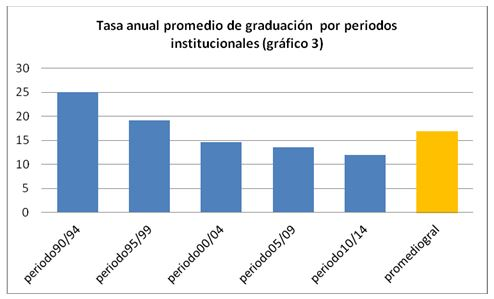 Tasa anual promedio de graduación por periodos
institucionales (gráfico 3)
30
25
20
15
10
5
0
periodo90/94
periodo95/99
periodo00/04
periodo05/09
periodo10/14
promediogral